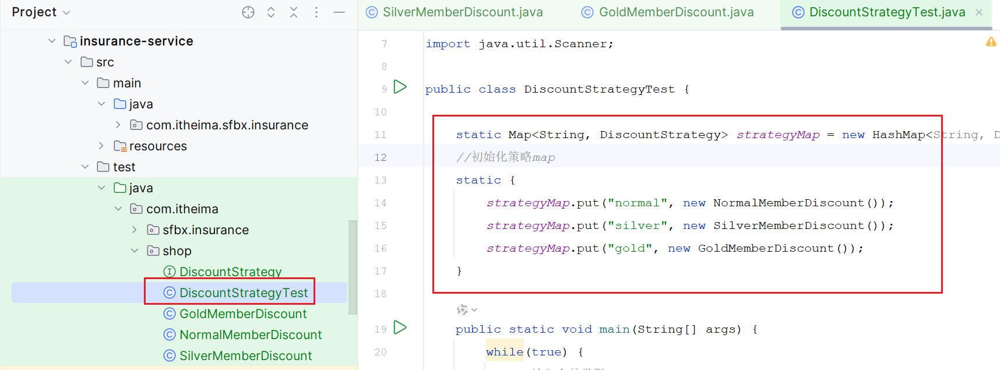 Project
insurance-service
src
main
java
com.itheima.sfbx.insurance
resources
test
java
com.itheima
sfbx.insurance
shop
DiscountStrategy
DiscountStrategyTest
GoldMemberDiscount
NormalMemberDiscount
SilverMemberDiscount
SilverMemberDiscount.java GoldMemberDiscount.java DiscountStrategyTest.java
7 import java.util.Scanner;
8
9 public class DiscountStrategyTest {
10
11 static Map<String, DiscountStrategy> strategyMap = new HashMap<String, D
12 //初始化策略map
13 static {
14 strategyMap.put("normal", new NormalMemberDiscount());
15 strategyMap.put("silver", new SilverMemberDiscount());
16 strategyMap.put("gold", new GoldMemberDiscount());
17 }
18
19 public static void main(String[] args) {
20 while(true) {